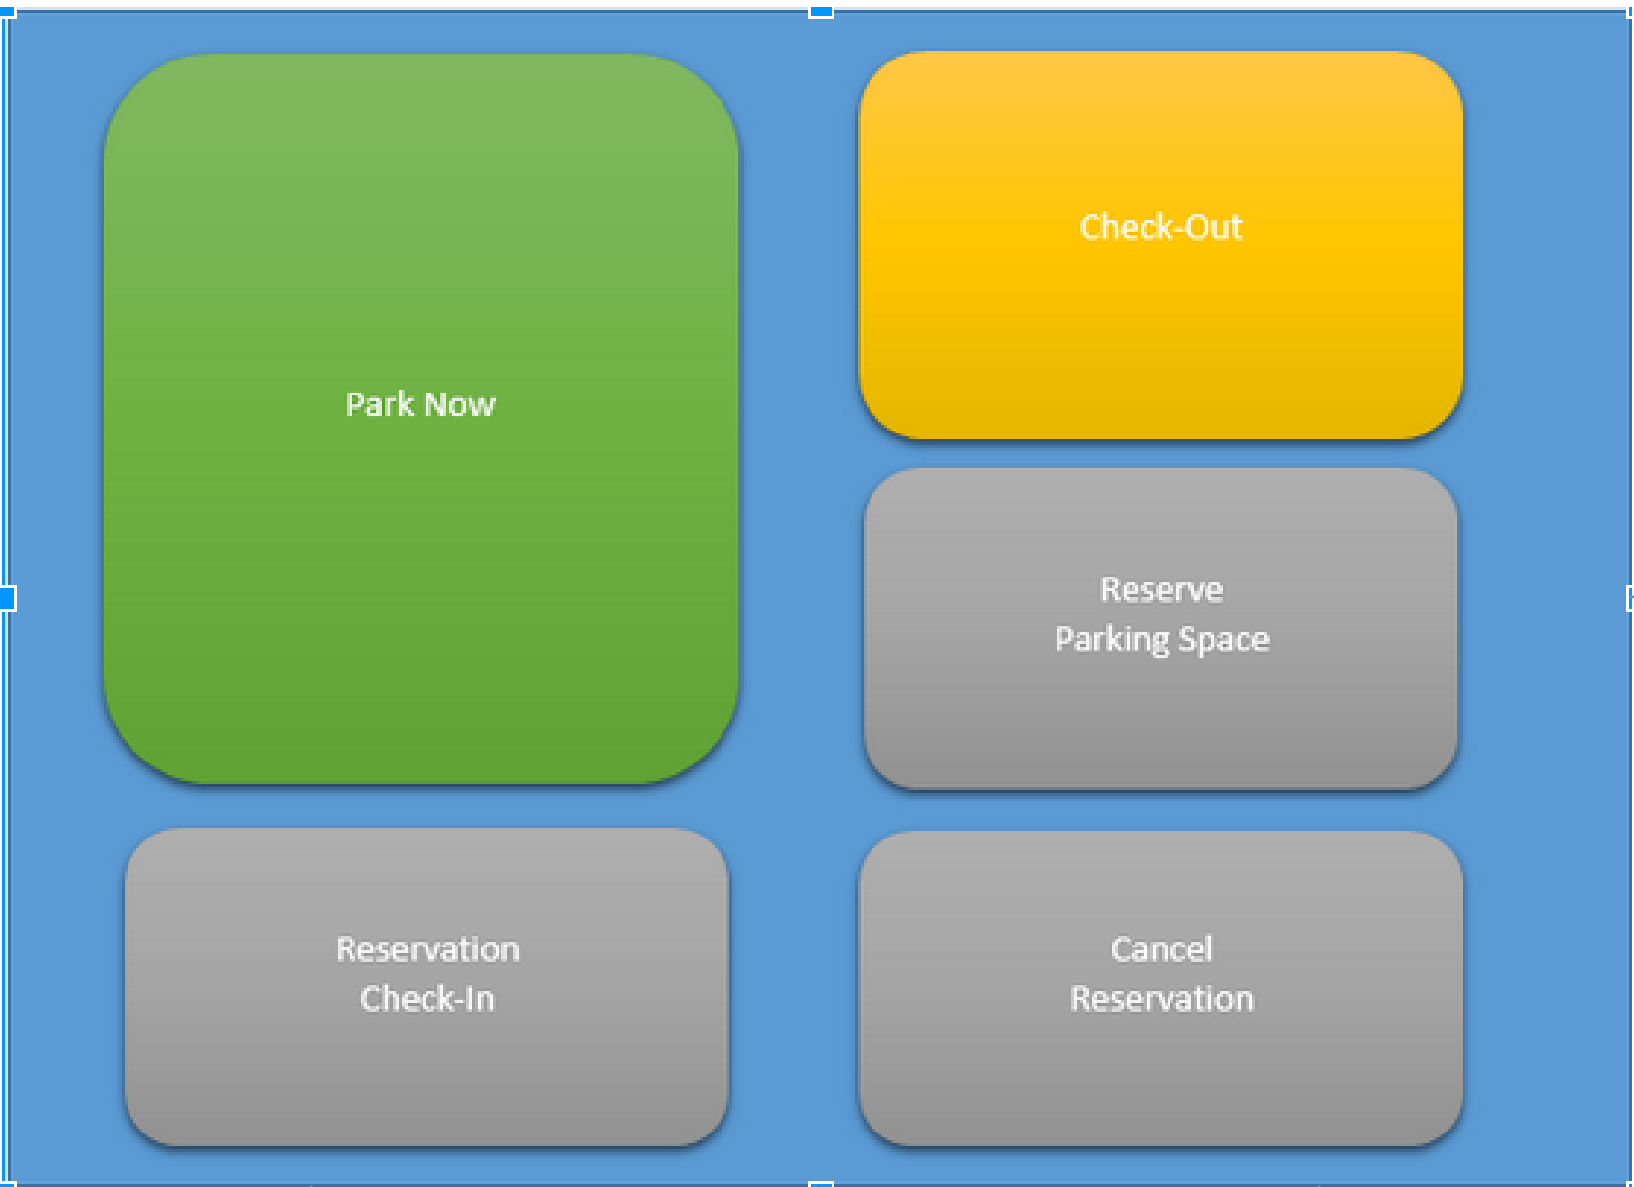 Park Now
Check-Out
Reserve
Parking Space
Reservation
Check-In
Cancel
Reservation